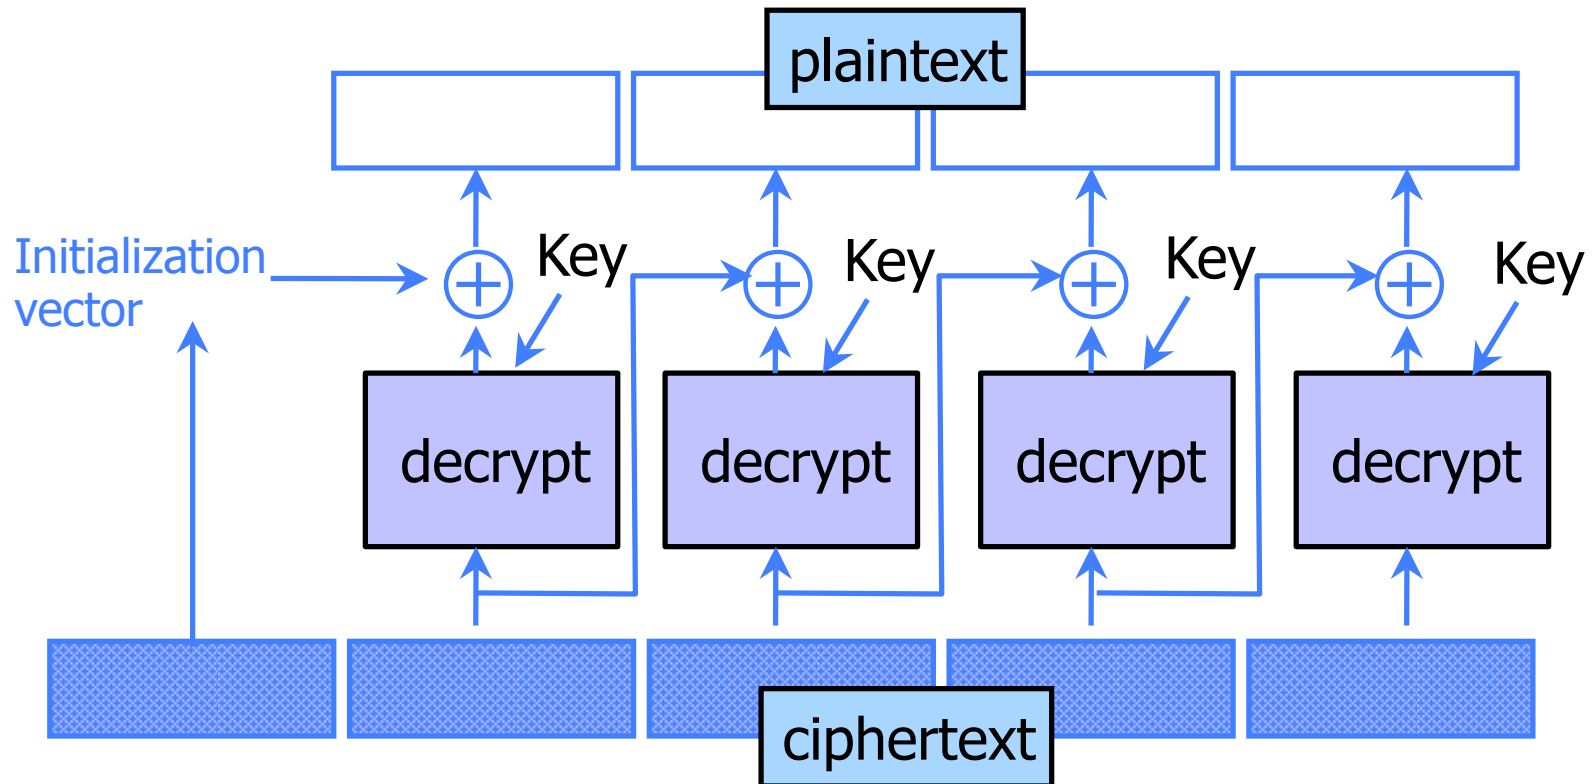 plaintext
Initialization
vector
Key
Key
Key
Key
decrypt
decrypt
decrypt
decrypt
ciphertext